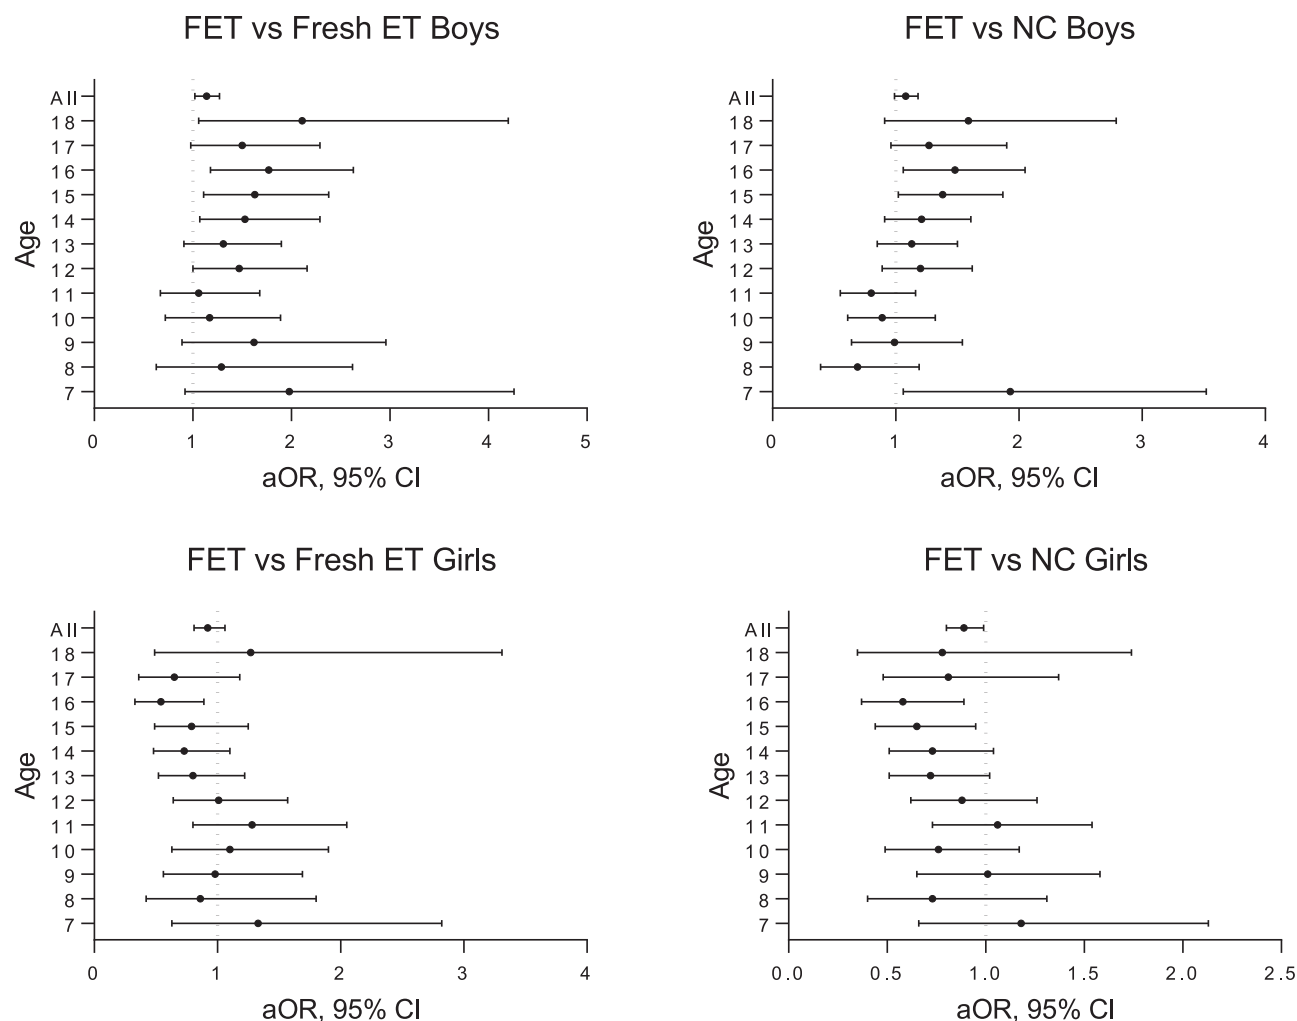 FET vs Fresh ET Boys
Age
All
18
17
16
15
14
13
12
11
10
9
8
7
0 1 2 3 4 5
aOR, 95% CI
FET vs NC Boys
Age
All
18
17
16
15
14
13
12
11
10
9
8
7
0 1 2 3 4
aOR, 95% CI
FET vs Fresh ET Girls
Age
All
18
17
16
15
14
13
12
11
10
9
8
7
0 1 2 3 4
aOR, 95% CI
FET vs NC Girls
Age
All
18
17
16
15
14
13
12
11
10
9
8
7
0.0 0.5 1.0 1.5 2.0 2.5
aOR, 95% CI